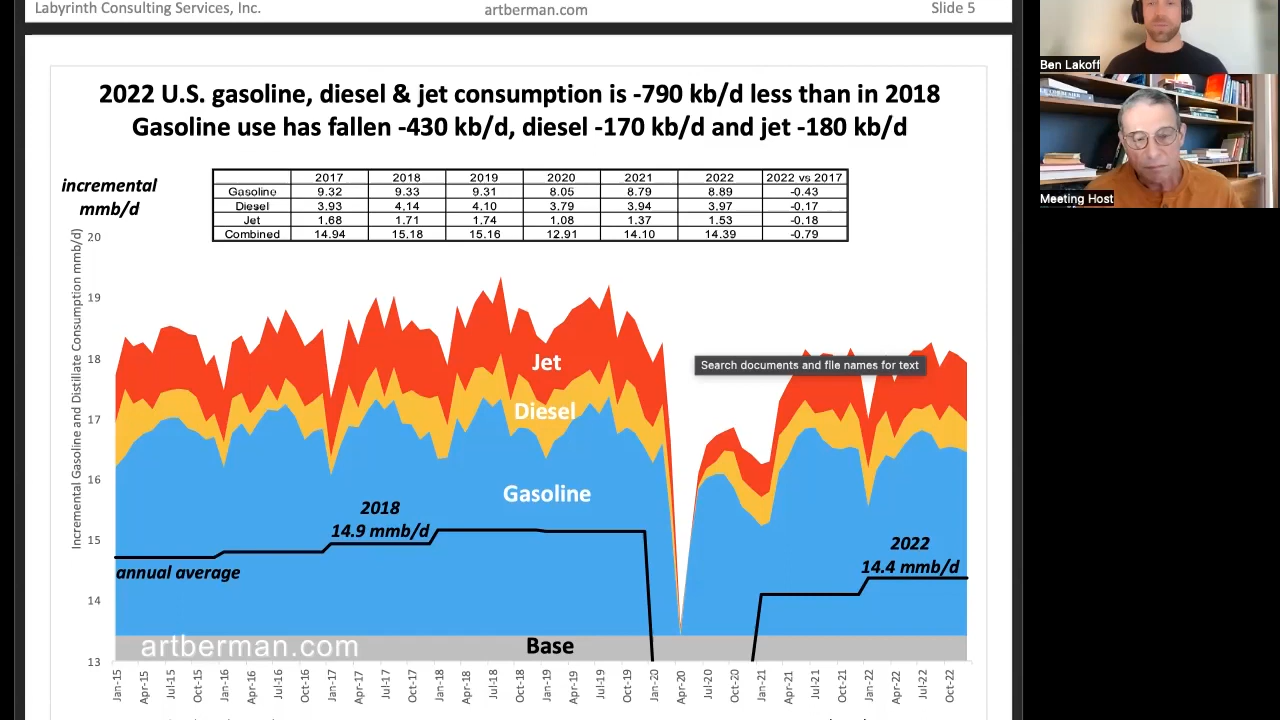 Labyrinth Consulting Services, Inc. artberman.com Slide 5
Ben Lakoff
Meeting Host
2022 U.S. gasoline, diesel & jet consumption is -790 kb/d less than in 2018
Gasoline use has fallen -430 kb/d, diesel -170 kb/d and jet -180 kb/d
incremental
mmb/d
2017 2018 2019 2020 2021 2022 2022 vs 2017
Gasoline 9.32 9.33 9.31 8.05 8.79 8.89 -0.43
Diesel 3.93 4.14 4.10 3.79 3.94 3.97 -0.17
Jet 1.68 1.71 1.74 1.08 1.37 1.53 -0.18
Combined 14.94 15.18 15.16 12.91 14.10 14.39 -0.79
Incremental Gasoline and Distillate Consumption mmb/d)
20
19
18
17
16
15
14
13
Jet
Search documents and file names for text
Diesel
Gasoline
2018
14.9 mmb/d
2022
14.4 mmb/d
annual average
artberman.com
Base
Jan-15 Apr-15 Jul-15 Oct-15 Jan-16 Apr-16 Jul-16 Oct-16 Jan-17 Apr-17 Jul-17 Oct-17 Jan-18 Apr-18 Jul-18 Oct-18 Jan-19 Apr-19 Jul-19 Oct-19 Jan-20 Apr-20 Jul-20 Oct-20 Jan-21 Apr-21 Jul-21 Oct-21 Jan-22 Apr-22 Jul-22 Oct-22